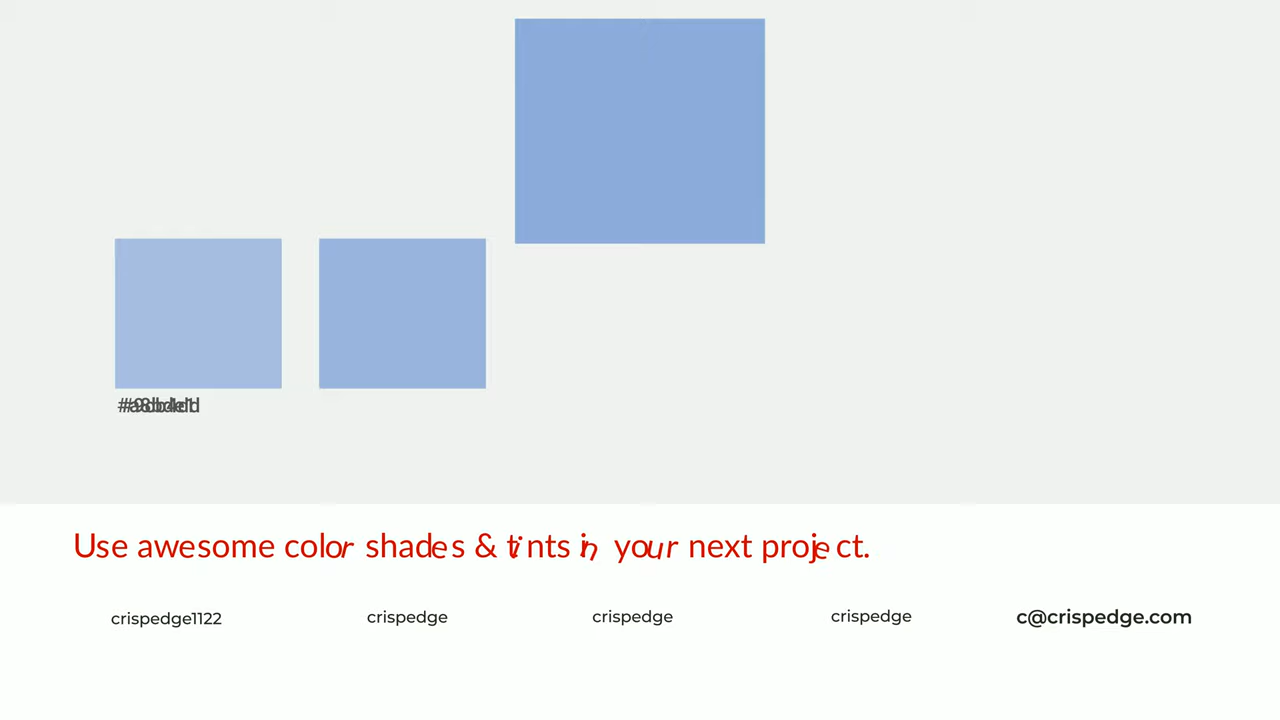 Use awesome color shades & tints in your next project.
crispedge1122 crispedge crispedge crispedge c@crispedge.com